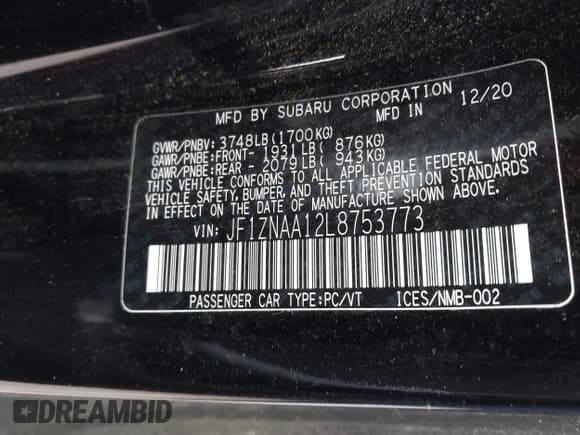 MFD BY SUBARU CORPORATION
MFD IN 12/20
GVWR/PNBV: 3748LB(1700KG)
GAWR/PNBE:FRONT- 1931LB( 876KG)
GAWR/PNBE:REAR - 2079LB( 943KG)
THIS VEHICLE CONFORMS TO ALL APPLICABLE FEDERAL MOTOR
VEHICLE SAFETY, BUMPER, AND THEFT PREVENTION STANDARDS
IN EFFECT ON THE DATE OF MANUFACTURE SHOWN ABOVE.
VIN: JF1ZNAA12L8753773
PASSENGER CAR TYPE:PC/VT ICES/NMB-002
DREAMBID